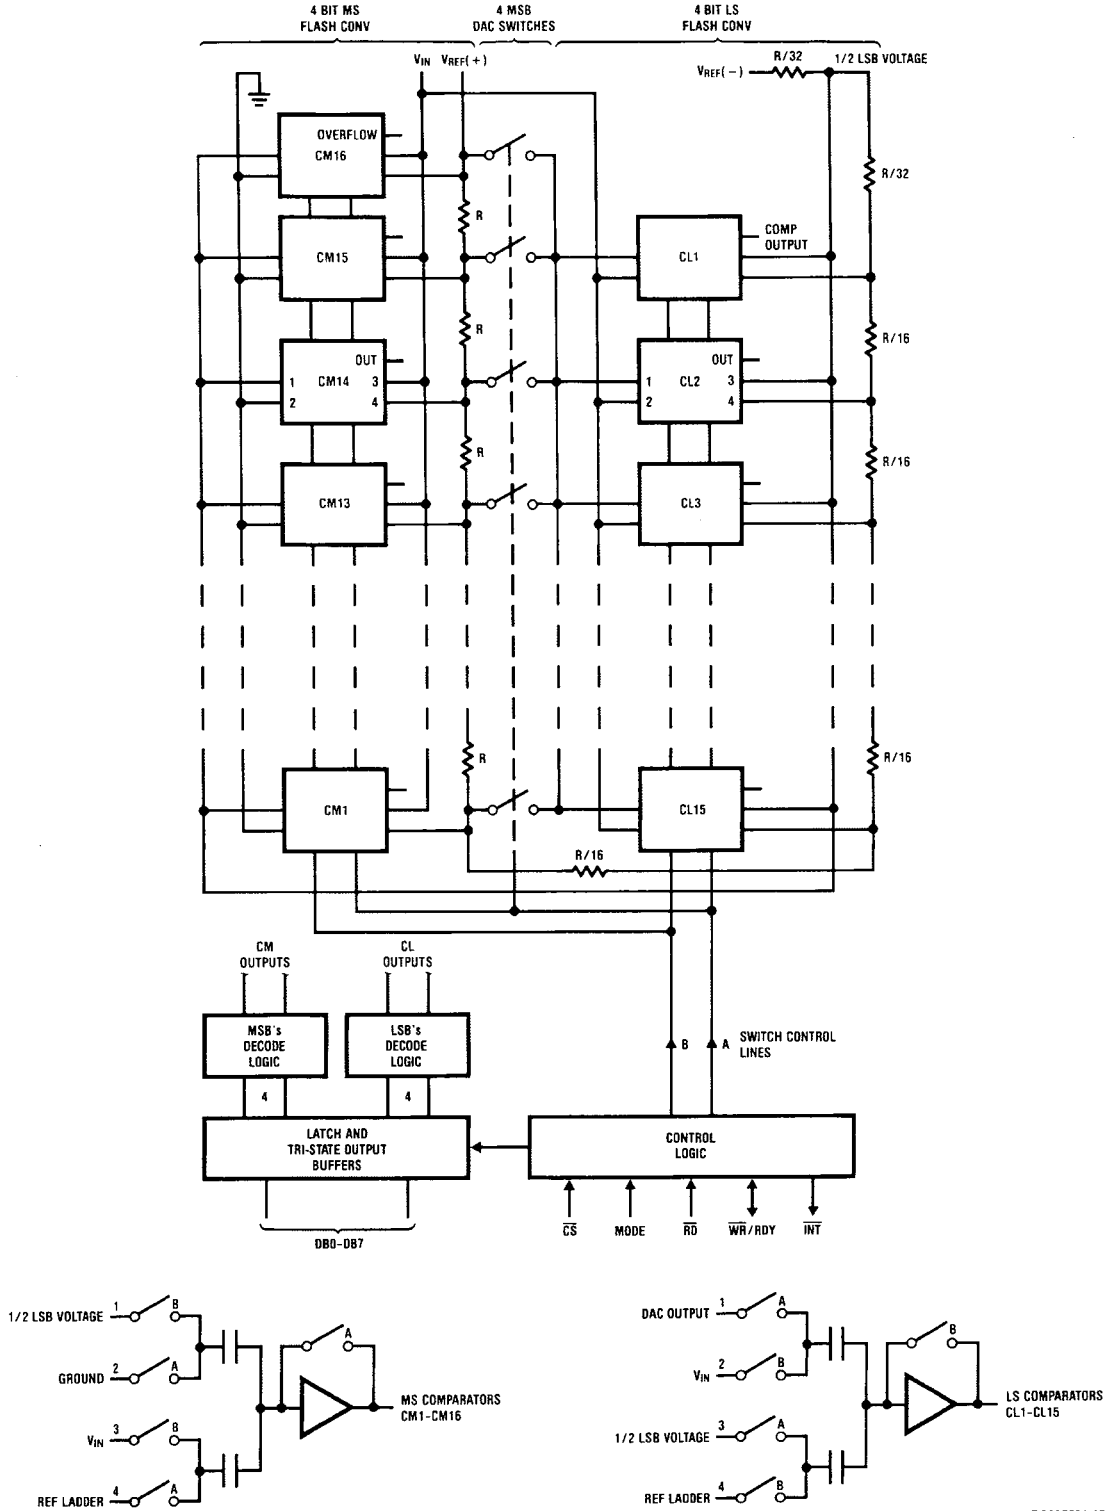 4 BIT MS
FLASH CONV
4 MSB
DAC SWITCHES
4 BIT LS
FLASH CONV
VIN
VREF(+)
VREF(-)
R/32
1/2 LSB VOLTAGE
OVERFLOW
CM16
R/32
R
CM15
CL1
COMP
OUTPUT
R
R/16
OUT
1 CM14 3
2 4
OUT
1 CL2 3
2 4
R
R/16
CM13
CL3
R
R/16
CM1
CL15
R/16
CM
OUTPUTS
CL
OUTPUTS
MSB's
DECODE
LOGIC
LSB's
DECODE
LOGIC
B
A
SWITCH CONTROL
LINES
4
4
LATCH AND
TRI-STATE OUTPUT
BUFFERS
CONTROL
LOGIC
CS
MODE
RD
WR/RDY
INT
DB0-DB7
1/2 LSB VOLTAGE 1 B
GROUND 2 A
VIN 3 B
REF LADDER 4 A
A
MS COMPARATORS
CM1-CM16
DAC OUTPUT 1 A
VIN 2 B
1/2 LSB VOLTAGE 3 A
REF LADDER 4 B
B
LS COMPARATORS
CL1-CL15